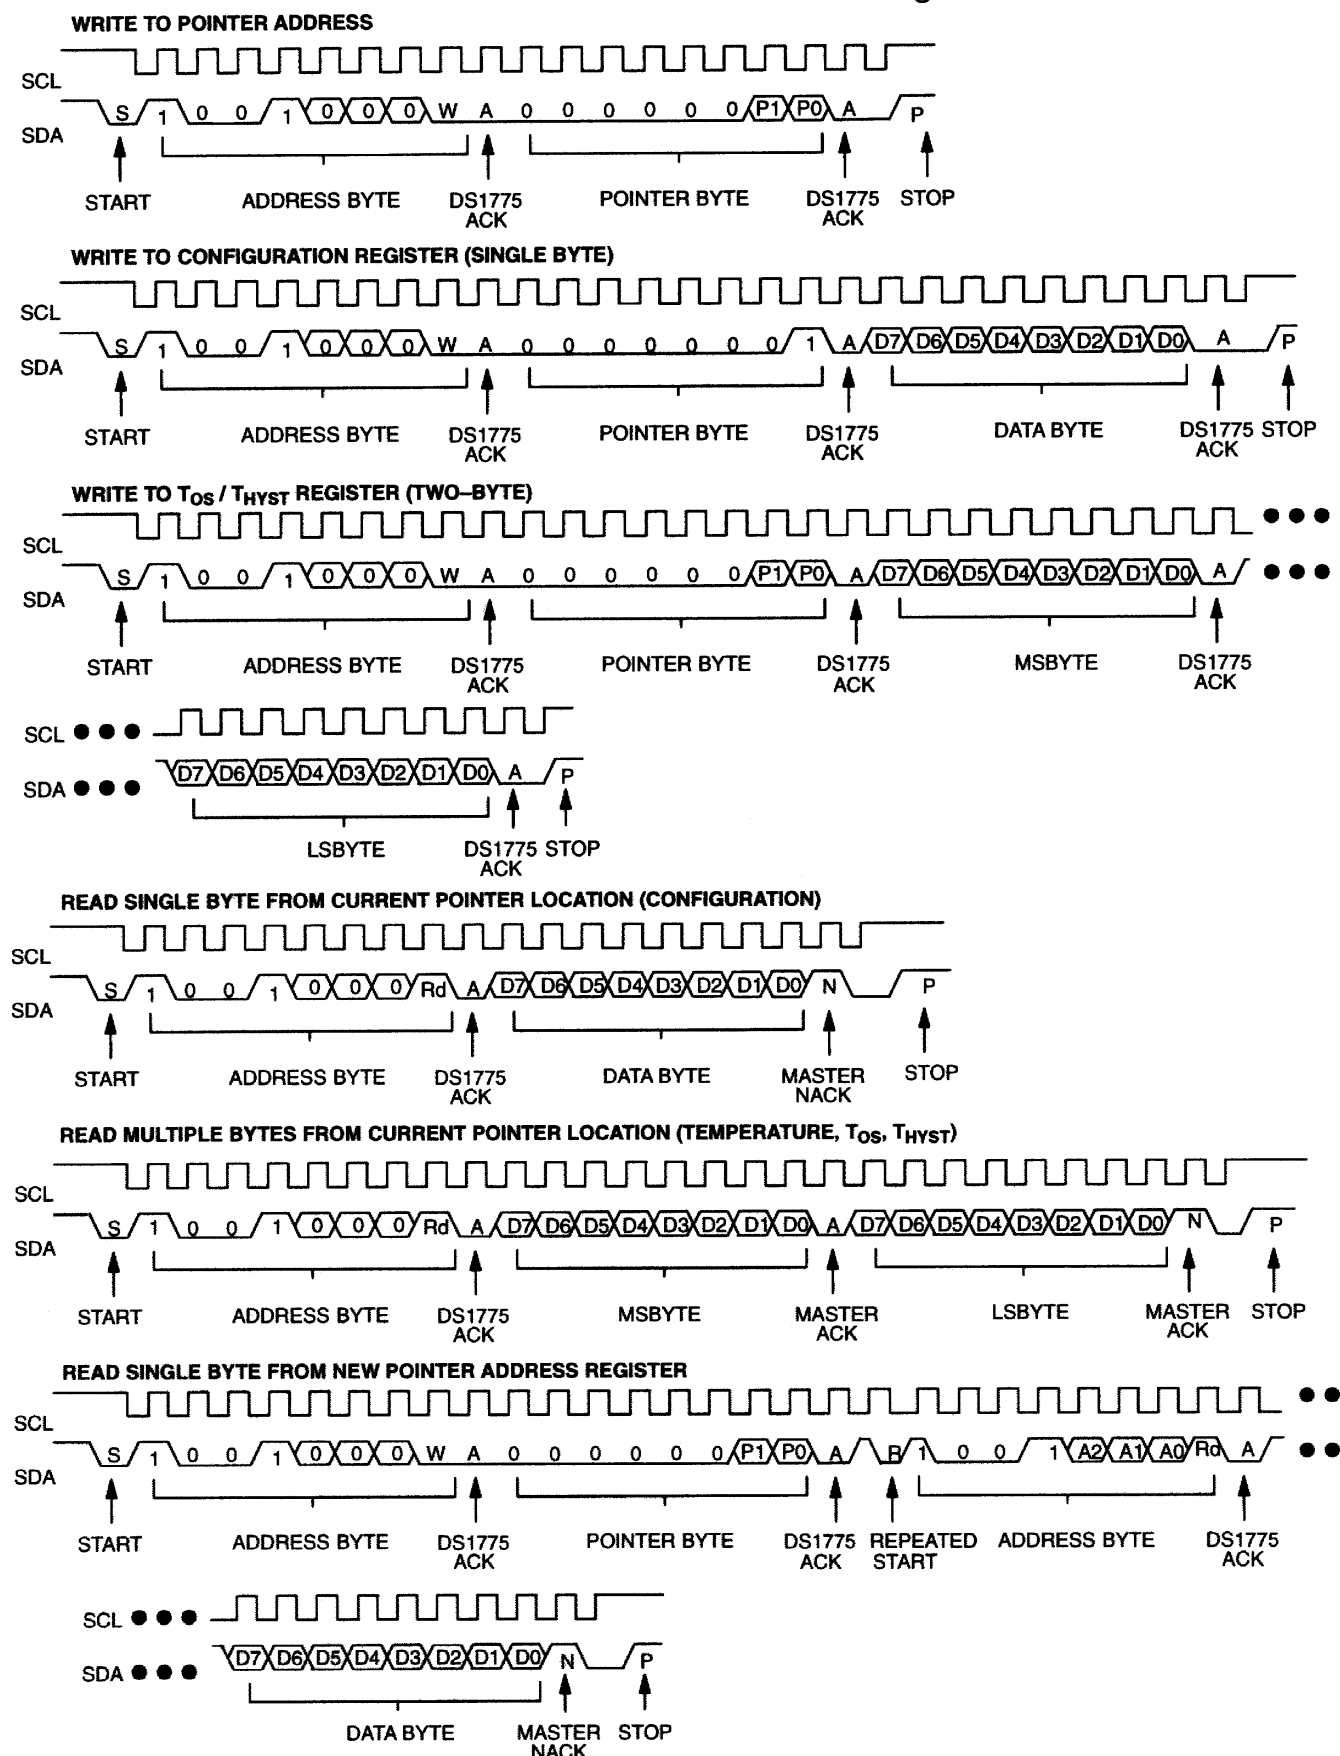 WRITE TO POINTER ADDRESS
SCL
SDA S 1 0 0 1 0 0 0 W A 0 0 0 0 0 0 P1 P0 A P
START ADDRESS BYTE DS1775 ACK POINTER BYTE DS1775 ACK STOP
WRITE TO CONFIGURATION REGISTER (SINGLE BYTE)
SCL
SDA S 1 0 0 1 0 0 0 W A 0 0 0 0 0 0 0 1 A D7 D6 D5 D4 D3 D2 D1 D0 A P
START ADDRESS BYTE DS1775 ACK POINTER BYTE DS1775 ACK DATA BYTE DS1775 ACK STOP
WRITE TO TOS / THYST REGISTER (TWO–BYTE)
SCL
SDA S 1 0 0 1 0 0 0 W A 0 0 0 0 0 0 P1 P0 A D7 D6 D5 D4 D3 D2 D1 D0 A
START ADDRESS BYTE DS1775 ACK POINTER BYTE DS1775 ACK MSBYTE DS1775 ACK
SCL
SDA D7 D6 D5 D4 D3 D2 D1 D0 A P
LSBYTE DS1775 ACK STOP
READ SINGLE BYTE FROM CURRENT POINTER LOCATION (CONFIGURATION)
SCL
SDA S 1 0 0 1 0 0 0 Rd A D7 D6 D5 D4 D3 D2 D1 D0 N P
START ADDRESS BYTE DS1775 ACK DATA BYTE MASTER NACK STOP
READ MULTIPLE BYTES FROM CURRENT POINTER LOCATION (TEMPERATURE, TOS, THYST)
SCL
SDA S 1 0 0 1 0 0 0 Rd A D7 D6 D5 D4 D3 D2 D1 D0 A D7 D6 D5 D4 D3 D2 D1 D0 N P
START ADDRESS BYTE DS1775 ACK MSBYTE MASTER ACK LSBYTE MASTER ACK STOP
READ SINGLE BYTE FROM NEW POINTER ADDRESS REGISTER
SCL
SDA S 1 0 0 1 0 0 0 W A 0 0 0 0 0 0 P1 P0 A R 1 0 0 1 A2 A1 A0 Rd A
START ADDRESS BYTE DS1775 ACK POINTER BYTE DS1775 ACK REPEATED START ADDRESS BYTE DS1775 ACK
SCL
SDA D7 D6 D5 D4 D3 D2 D1 D0 N P
DATA BYTE MASTER NACK STOP